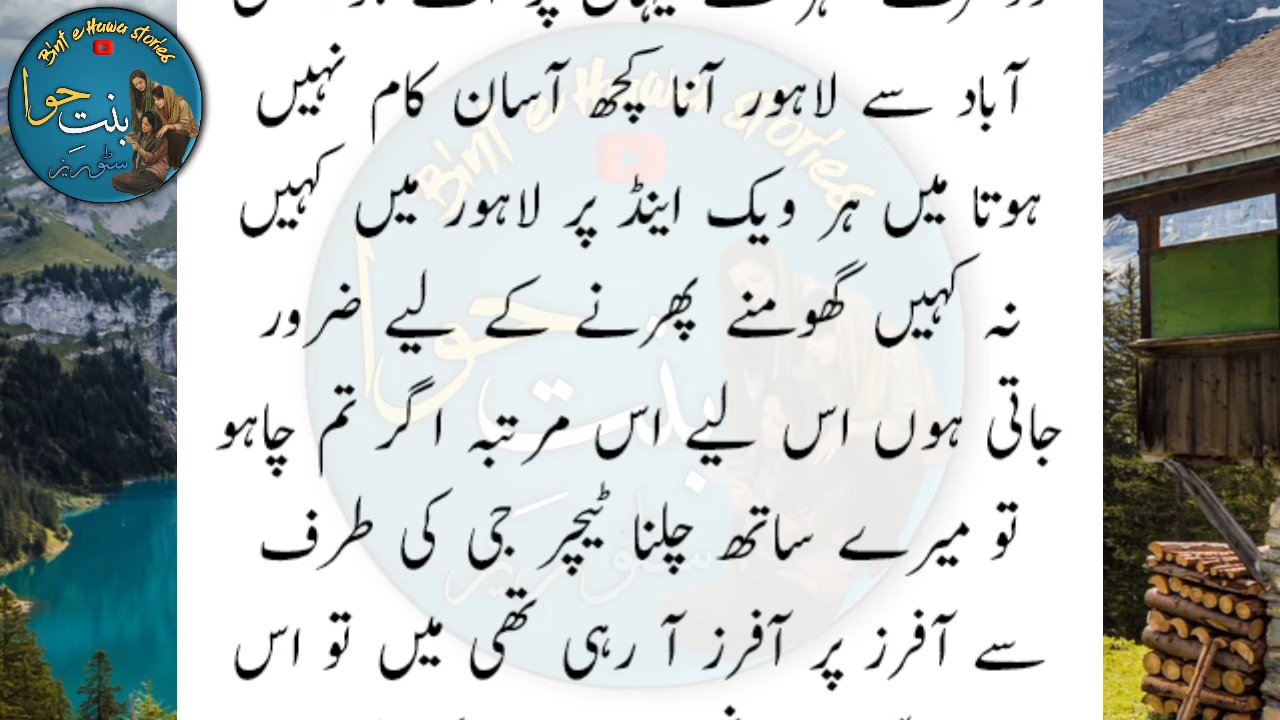 Bint e Hawa stories
بنتِ حوا
سٹوریز
آباد سے لاہور آنا کچھ آسان کام نہیں
ہوتا میں ہر ویک اینڈ پر لاہور میں کہیں
نہ کہیں گھومنے پھرنے کے لیے ضرور
جاتی ہوں اس لیے اس مرتبہ اگر تم چاہو
تو میرے ساتھ چلنا ٹیچر جی کی طرف
سے آفرز پر آفرز آ رہی تھی میں تو اس